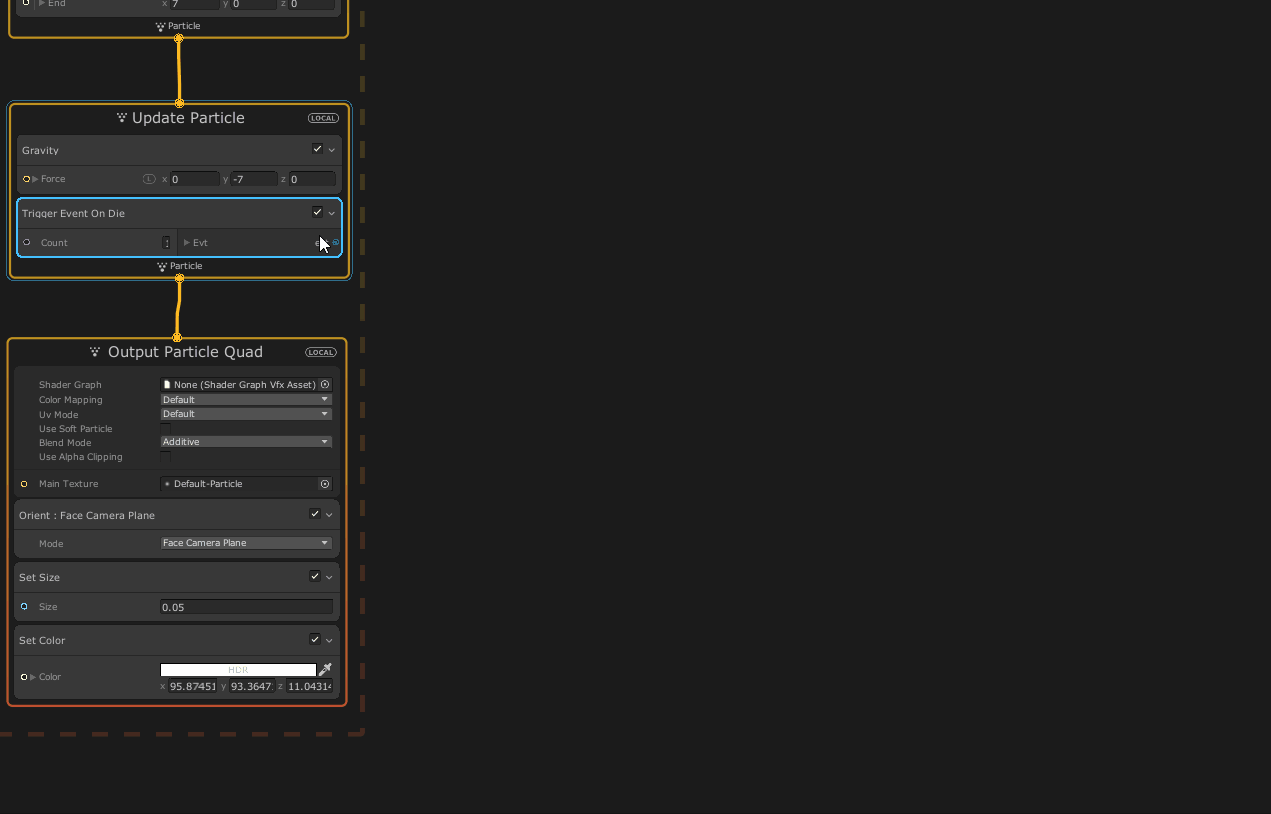 End x 7 y 0 z 0
Particle
Update Particle LOCAL
Gravity
Force L x 0 y -7 z 0
Trigger Event On Die
Count Evt
Particle
Output Particle Quad LOCAL
Shader Graph None (Shader Graph Vfx Asset)
Color Mapping Default
Uv Mode Default
Use Soft Particle
Blend Mode Additive
Use Alpha Clipping
Main Texture Default-Particle
Orient : Face Camera Plane
Mode Face Camera Plane
Set Size
Size 0.05
Set Color
HDR
Color
x 95.87451 y 93.3647 z 11.04314